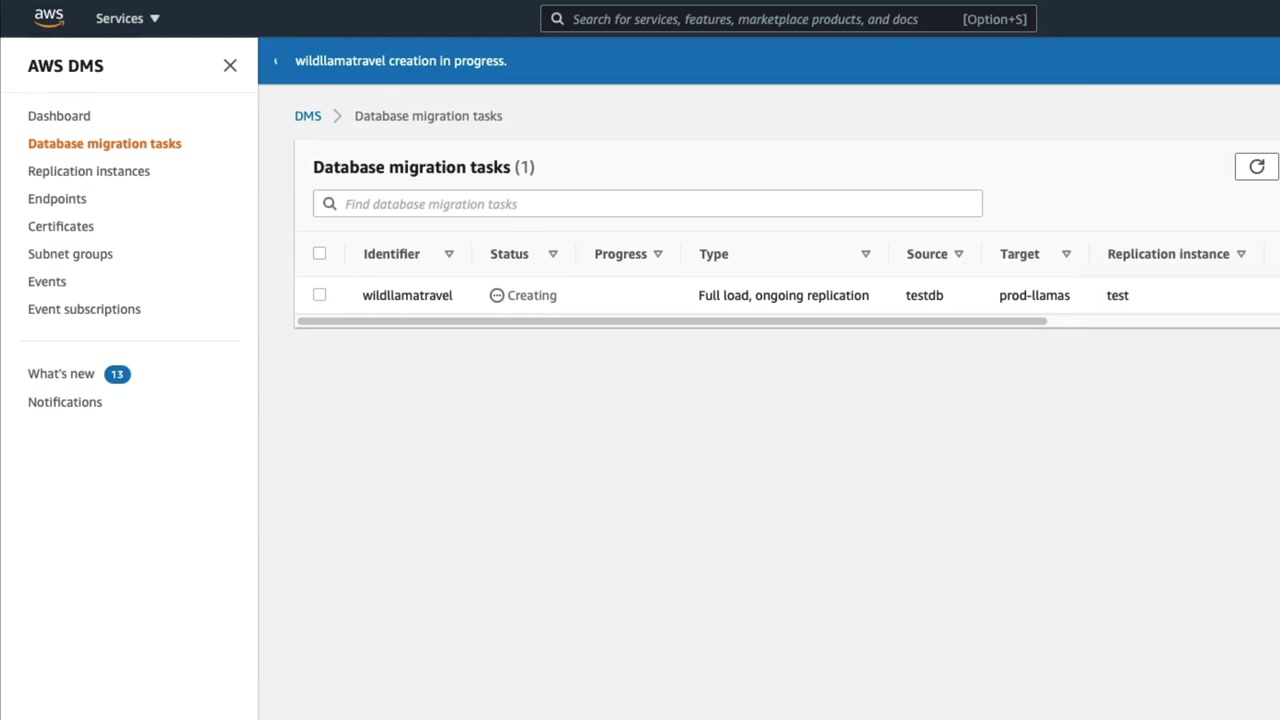 aws Services Search for services, features, marketplace products, and docs [Option+S]
AWS DMS
wildllamatravel creation in progress.
Dashboard
Database migration tasks
Replication instances
Endpoints
Certificates
Subnet groups
Events
Event subscriptions
What's new 13
Notifications
DMS Database migration tasks
Database migration tasks (1)
Find database migration tasks
Identifier Status Progress Type Source Target Replication instance
wildllamatravel Creating Full load, ongoing replication testdb prod-llamas test